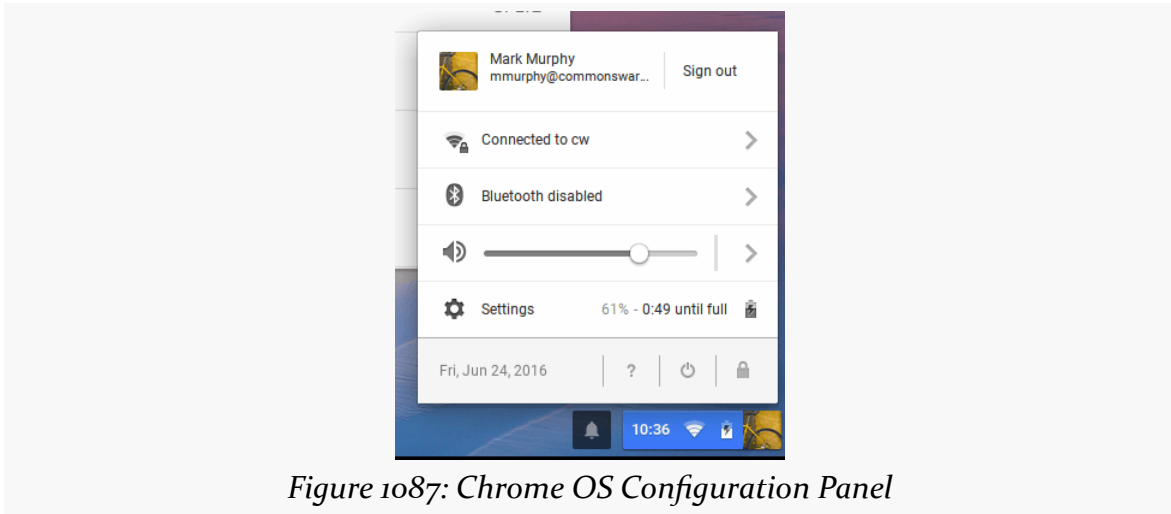 Mark Murphy
mmurphy@commonswar...
Sign out
Connected to cw
Bluetooth disabled
Settings
61% - 0:49 until full
Fri, Jun 24, 2016
?
10:36
Figure 1087: Chrome OS Configuration Panel